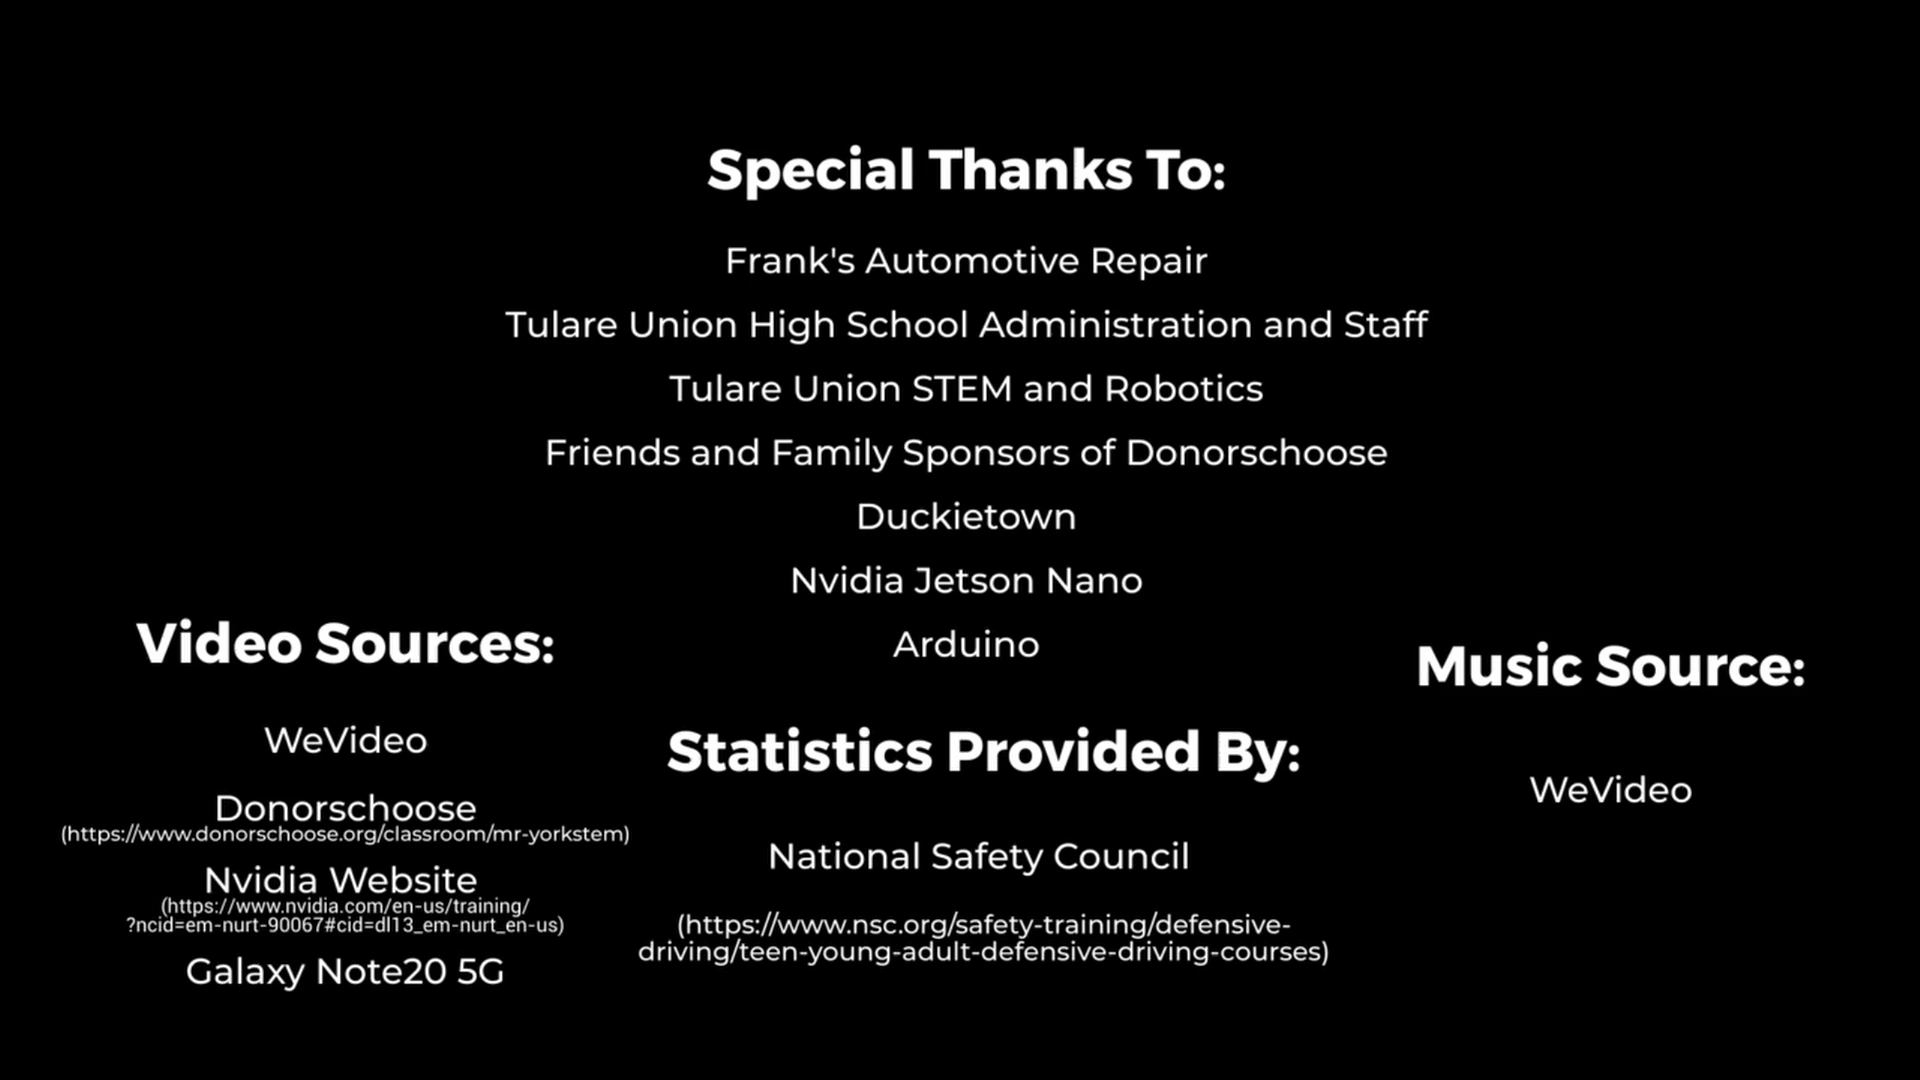 Special Thanks To:
Frank's Automotive Repair
Tulare Union High School Administration and Staff
Tulare Union STEM and Robotics
Friends and Family Sponsors of Donorschoose
Duckietown
Nvidia Jetson Nano
Arduino
Video Sources:
WeVideo
Donorschoose
(https://www.donorschoose.org/classroom/mr-yorkstem)
Nvidia Website
(https://www.nvidia.com/en-us/training/
?ncid=em-nurt-90067#cid=dl13_em-nurt_en-us)
Galaxy Note20 5G
Statistics Provided By:
National Safety Council
(https://www.nsc.org/safety-training/defensive-
driving/teen-young-adult-defensive-driving-courses)
Music Source:
WeVideo